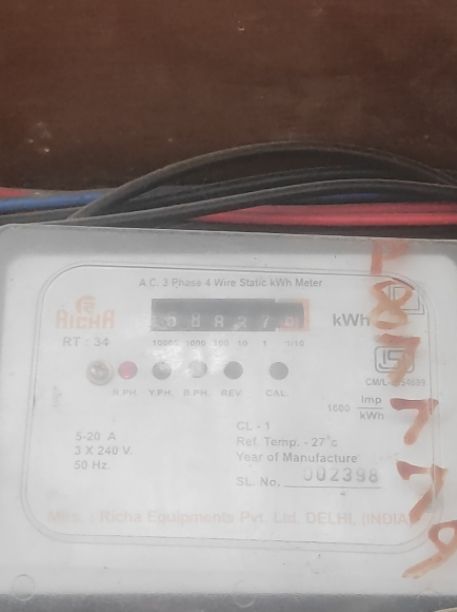 A.C. 3 Phase 4 Wire Static kWh Meter
RICHA
kWh
RT : 34
10000 1000 100 10 1 1/10
R.PH. Y.PH. B.PH. REV. CAL.
1600 Imp
kWh
CL - 1
5-20 A
Ref. Temp. - 27°c
3 X 240 V.
Year of Manufacture
50 Hz.
SL. No. 002398
Mfrs. : Richa Equipments Pvt. Ltd. DELHI, (INDIA)